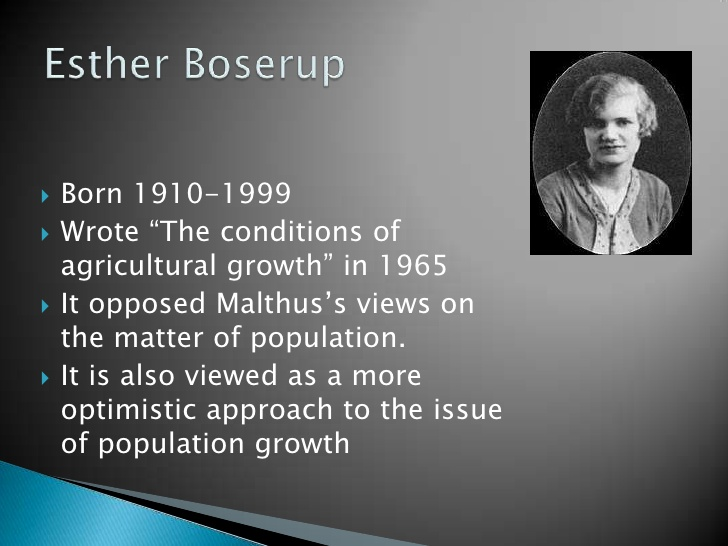 Esther Boserup
Born 1910-1999
Wrote “The conditions of
agricultural growth” in 1965
It opposed Malthus’s views on
the matter of population.
It is also viewed as a more
optimistic approach to the issue
of population growth